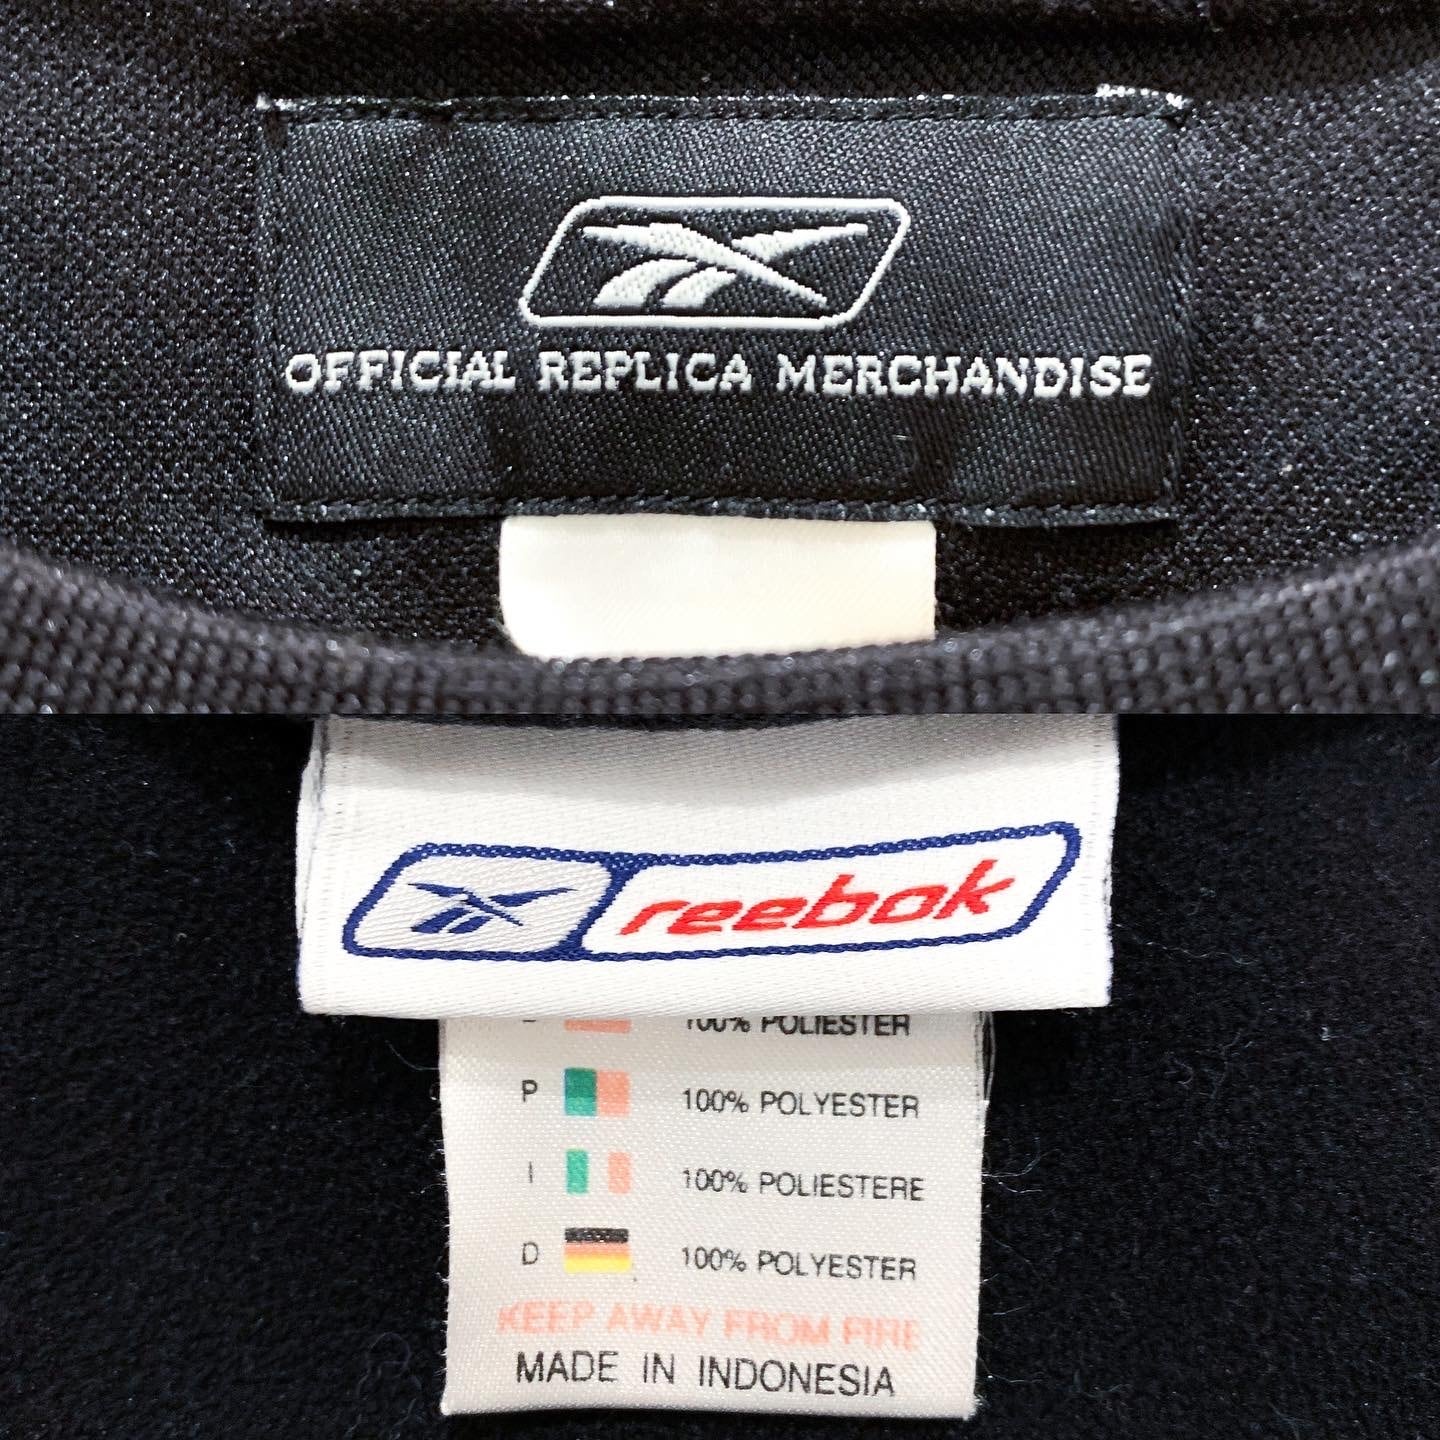 OFFICIAL REPLICA MERCHANDISE
reebok
100% POLIESTER
P 100% POLYESTER
I 100% POLIESTERE
D 100% POLYESTER
KEEP AWAY FROM FIRE
MADE IN INDONESIA